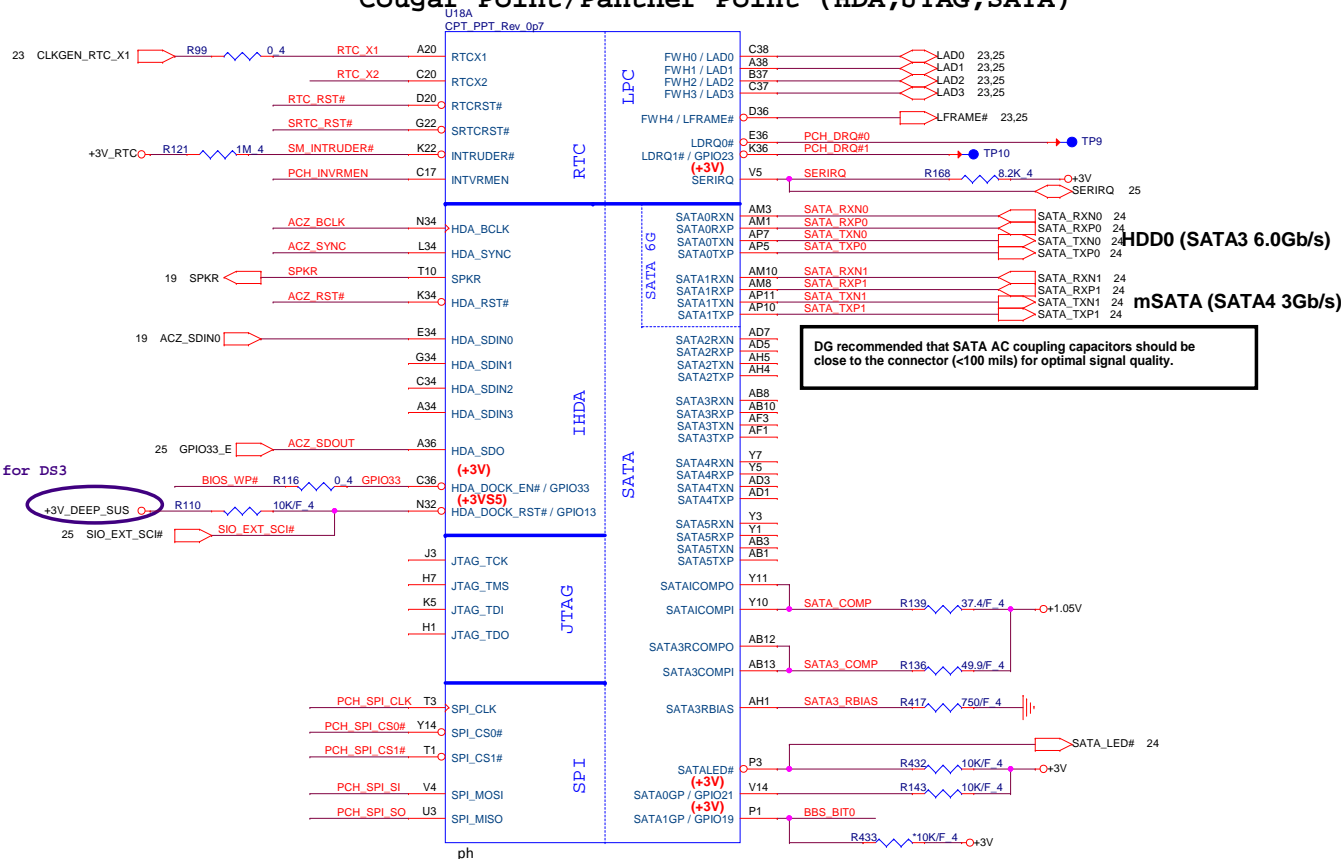 Cougar Point/Panther Point (HDA,JTAG,SATA)
U18A
CPT_PPT_Rev_0p7
23 CLKGEN_RTC_X1 R99 0_4 RTC_X1 A20 RTCX1
RTC_X2 C20 RTCX2
RTC_RST# D20 RTCRST#
SRTC_RST# G22 SRTCRST#
+3V_RTC R121 1M_4 SM_INTRUDER# K22 INTRUDER#
PCH_INVRMEN C17 INTVRMEN
RTC
LPC
FWH0 / LAD0 C38 LAD0 23,25
FWH1 / LAD1 A38 LAD1 23,25
FWH2 / LAD2 B37 LAD2 23,25
FWH3 / LAD3 C37 LAD3 23,25
FWH4 / LFRAME# D36 LFRAME# 23,25
LDRQ0# E36 PCH_DRQ#0 TP9
LDRQ1# / GPIO23 K36 PCH_DRQ#1 TP10
(+3V)
SERIRQ V5 SERIRQ R168 8.2K_4 +3V
SERIRQ 25
ACZ_BCLK N34 HDA_BCLK
ACZ_SYNC L34 HDA_SYNC
19 SPKR SPKR T10 SPKR
ACZ_RST# K34 HDA_RST#
19 ACZ_SDIN0 E34 HDA_SDIN0
G34 HDA_SDIN1
C34 HDA_SDIN2
A34 HDA_SDIN3
25 GPIO33_E ACZ_SDOUT A36 HDA_SDO
IHDA
for DS3
(+3V)
BIOS_WP# R116 0_4 GPIO33 C36 HDA_DOCK_EN# / GPIO33
(+3VS5)
+3V_DEEP_SUS R110 10K/F_4 N32 HDA_DOCK_RST# / GPIO13
25 SIO_EXT_SCI# SIO_EXT_SCI#
SATA 6G
SATA0RXN AM3 SATA_RXN0 SATA_RXN0 24
SATA0RXP AM1 SATA_RXP0 SATA_RXP0 24
SATA0TXN AP7 SATA_TXN0 SATA_TXN0 24
SATA0TXP AP5 SATA_TXP0 SATA_TXP0 24
HDD0 (SATA3 6.0Gb/s)
SATA1RXN AM10 SATA_RXN1 SATA_RXN1 24
SATA1RXP AM8 SATA_RXP1 SATA_RXP1 24
SATA1TXN AP11 SATA_TXN1 SATA_TXN1 24
SATA1TXP AP10 SATA_TXP1 SATA_TXP1 24
mSATA (SATA4 3Gb/s)
DG recommended that SATA AC coupling capacitors should be
close to the connector (<100 mils) for optimal signal quality.
SATA
SATA2RXN AD7
SATA2RXP AD5
SATA2TXN AH5
SATA2TXP AH4
SATA3RXN AB8
SATA3RXP AB10
SATA3TXN AF3
SATA3TXP AF1
SATA4RXN Y7
SATA4RXP Y5
SATA4TXN AD3
SATA4TXP AD1
SATA5RXN Y3
SATA5RXP Y1
SATA5TXN AB3
SATA5TXP AB1
SATAICOMPO Y11
SATAICOMPI Y10 SATA_COMP R139 37.4/F_4 +1.05V
SATA3RCOMPO AB12
SATA3COMPI AB13 SATA3_COMP R136 49.9/F_4
SATA3RBIAS AH1 SATA3_RBIAS R417 750/F_4
SATA_LED# 24
SATALED# P3 R432 10K/F_4 +3V
(+3V)
SATA0GP / GPIO21 V14 R143 10K/F_4
(+3V)
SATA1GP / GPIO19 P1 BBS_BIT0
R433 *10K/F_4 +3V
J3 JTAG_TCK
H7 JTAG_TMS
K5 JTAG_TDI
H1 JTAG_TDO
JTAG
PCH_SPI_CLK T3 SPI_CLK
PCH_SPI_CS0# Y14 SPI_CS0#
PCH_SPI_CS1# T1 SPI_CS1#
PCH_SPI_SI V4 SPI_MOSI
PCH_SPI_SO U3 SPI_MISO
SPI
ph